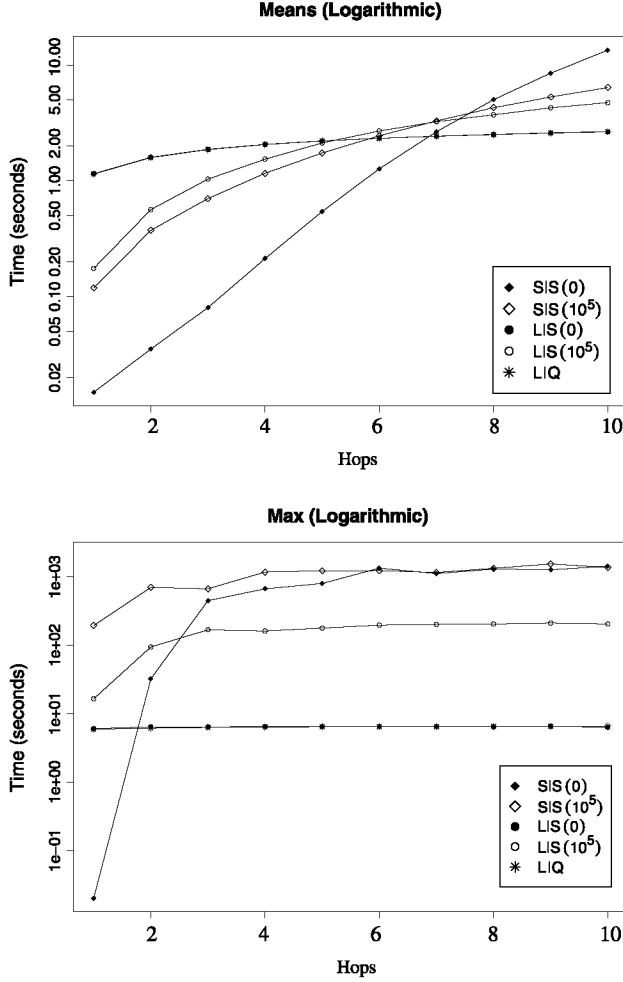 Means (Logarithmic)
Time (seconds)
10.00
5.00
2.00
1.00
0.50
0.20
0.10
0.05
0.02
SIS(0)
SIS(10⁵)
LIS(0)
LIS(10⁵)
LIQ
2 4 6 8 10
Hops
Max (Logarithmic)
Time (seconds)
1e+03
1e+02
1e+01
1e+00
1e−01
SIS(0)
SIS(10⁵)
LIS(0)
LIS(10⁵)
LIQ
2 4 6 8 10
Hops